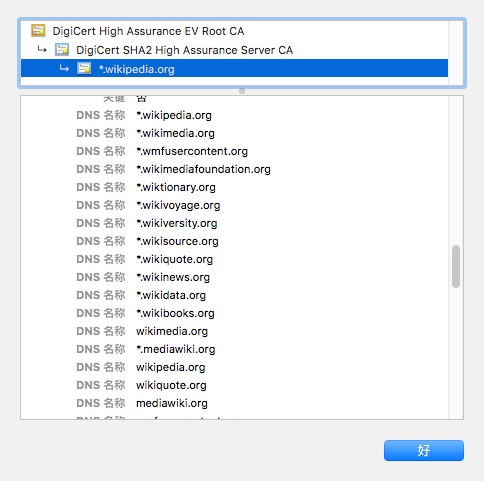 DigiCert High Assurance EV Root CA
DigiCert SHA2 High Assurance Server CA
*.wikipedia.org
关键 否
DNS 名称 *.wikipedia.org
DNS 名称 *.wikimedia.org
DNS 名称 *.wmfusercontent.org
DNS 名称 *.wikimediafoundation.org
DNS 名称 *.wiktionary.org
DNS 名称 *.wikivoyage.org
DNS 名称 *.wikiversity.org
DNS 名称 *.wikisource.org
DNS 名称 *.wikiquote.org
DNS 名称 *.wikinews.org
DNS 名称 *.wikidata.org
DNS 名称 *.wikibooks.org
DNS 名称 wikimedia.org
DNS 名称 *.mediawiki.org
DNS 名称 wikipedia.org
DNS 名称 wikiquote.org
DNS 名称 mediawiki.org
DNS 名称
好